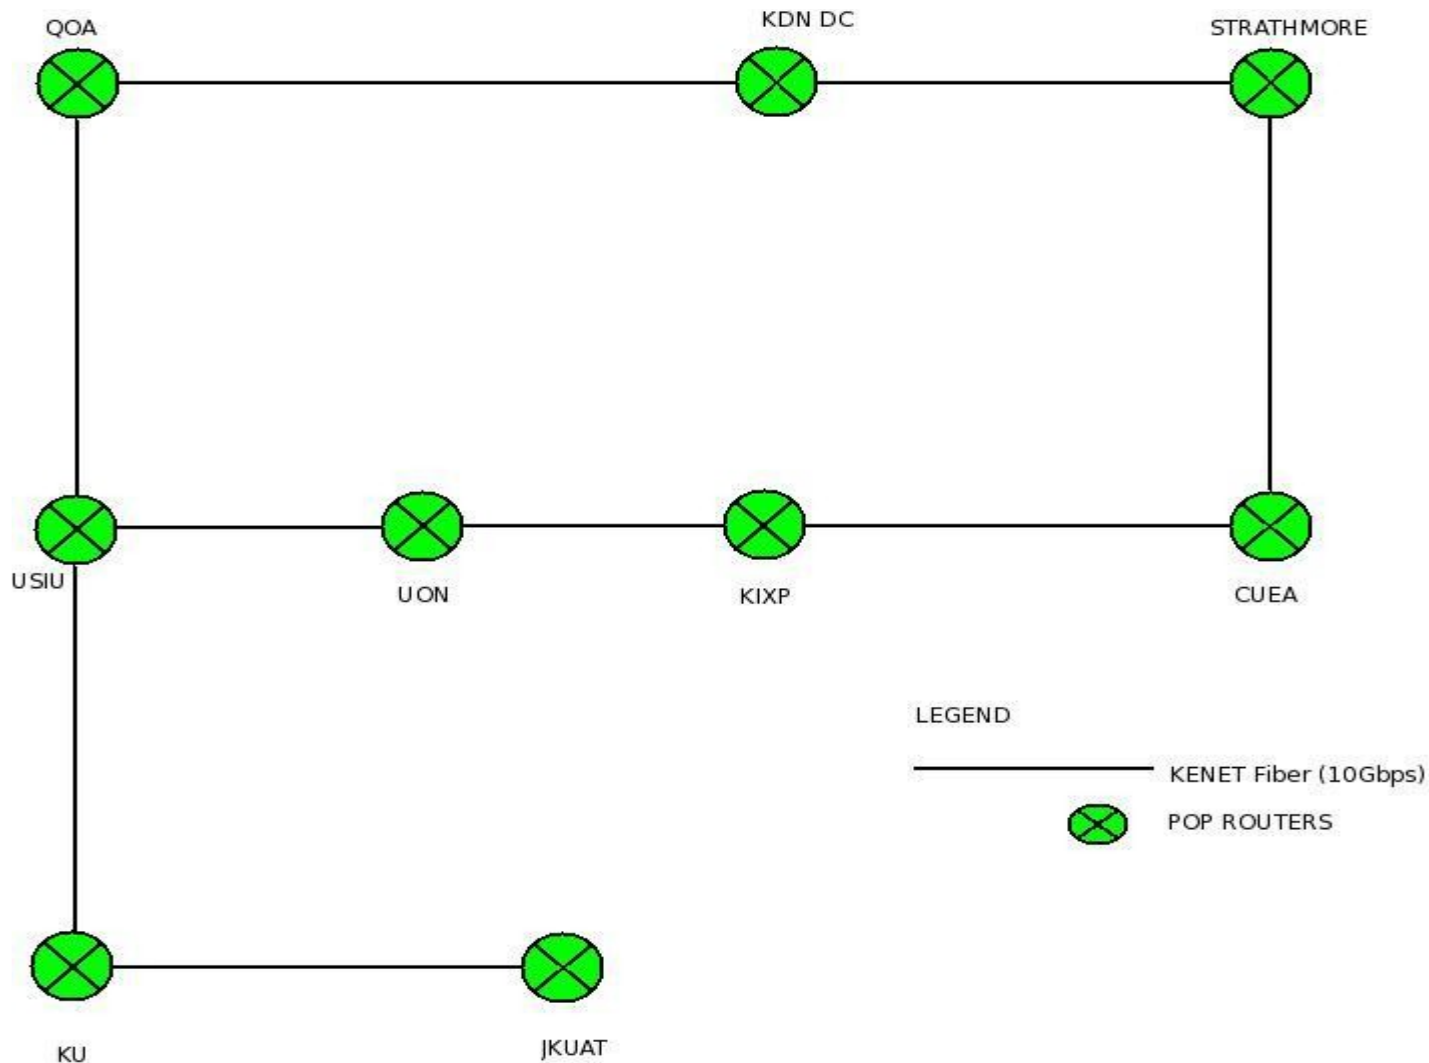 QOA
KDN DC
STRATHMORE
USIU
UON
KIXP
CUEA
LEGEND
KENET Fiber (10Gbps)
POP ROUTERS
KU
JKUAT